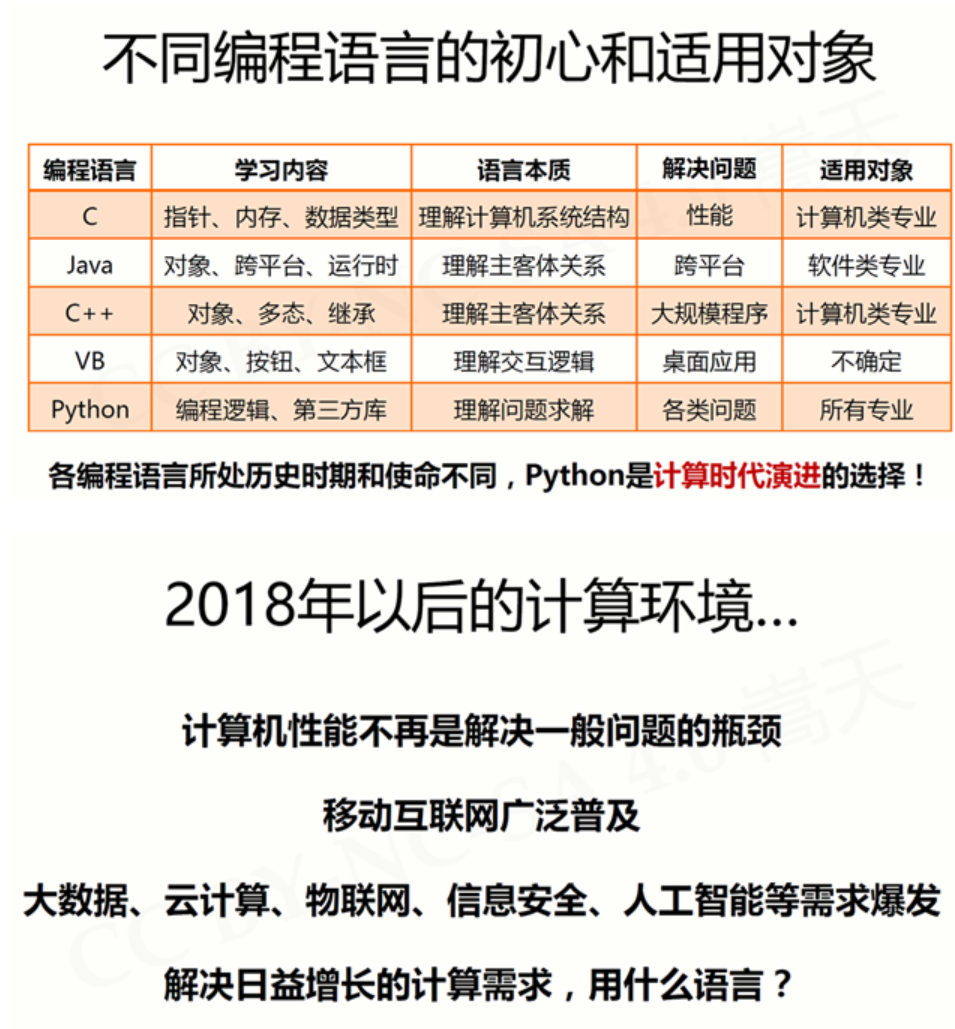 不同编程语言的初心和适用对象
编程语言 学习内容 语言本质 解决问题 适用对象
C 指针、内存、数据类型 理解计算机系统结构 性能 计算机类专业
Java 对象、跨平台、运行时 理解主客体关系 跨平台 软件类专业
C++ 对象、多态、继承 理解主客体关系 大规模程序 计算机类专业
VB 对象、按钮、文本框 理解交互逻辑 桌面应用 不确定
Python 编程逻辑、第三方库 理解问题求解 各类问题 所有专业
各编程语言所处历史时期和使命不同，Python是计算时代演进的选择！
CC BY-NC-SA 4.0 嵩天
2018年以后的计算环境...
计算机性能不再是解决一般问题的瓶颈
移动互联网广泛普及
大数据、云计算、物联网、信息安全、人工智能等需求爆发
解决日益增长的计算需求，用什么语言？
CC BY-NC-SA 4.0 嵩天